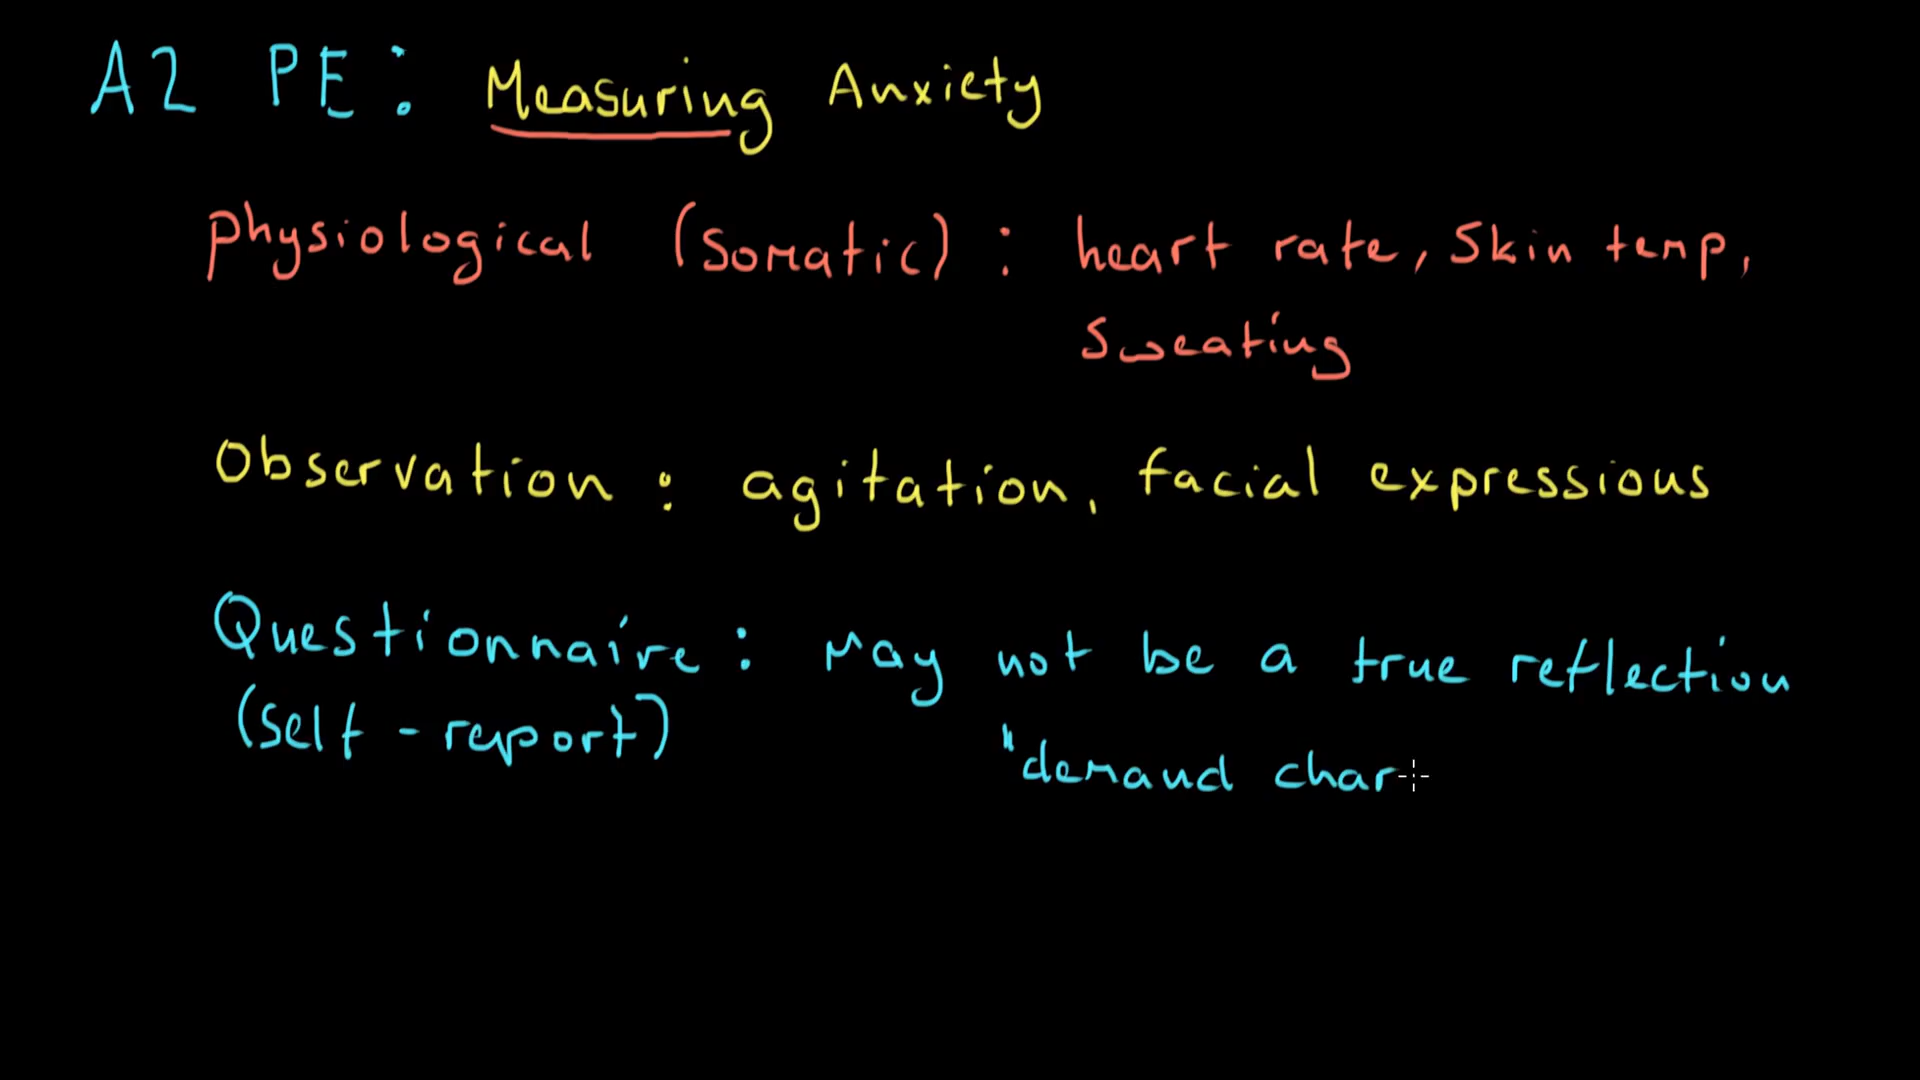 A2 PE: Measuring Anxiety
Physiological (Somatic): heart rate, Skin temp,
Sweating
Observation: agitation, facial expressions
Questionnaire: May not be a true reflection
(self-report)
"demand char